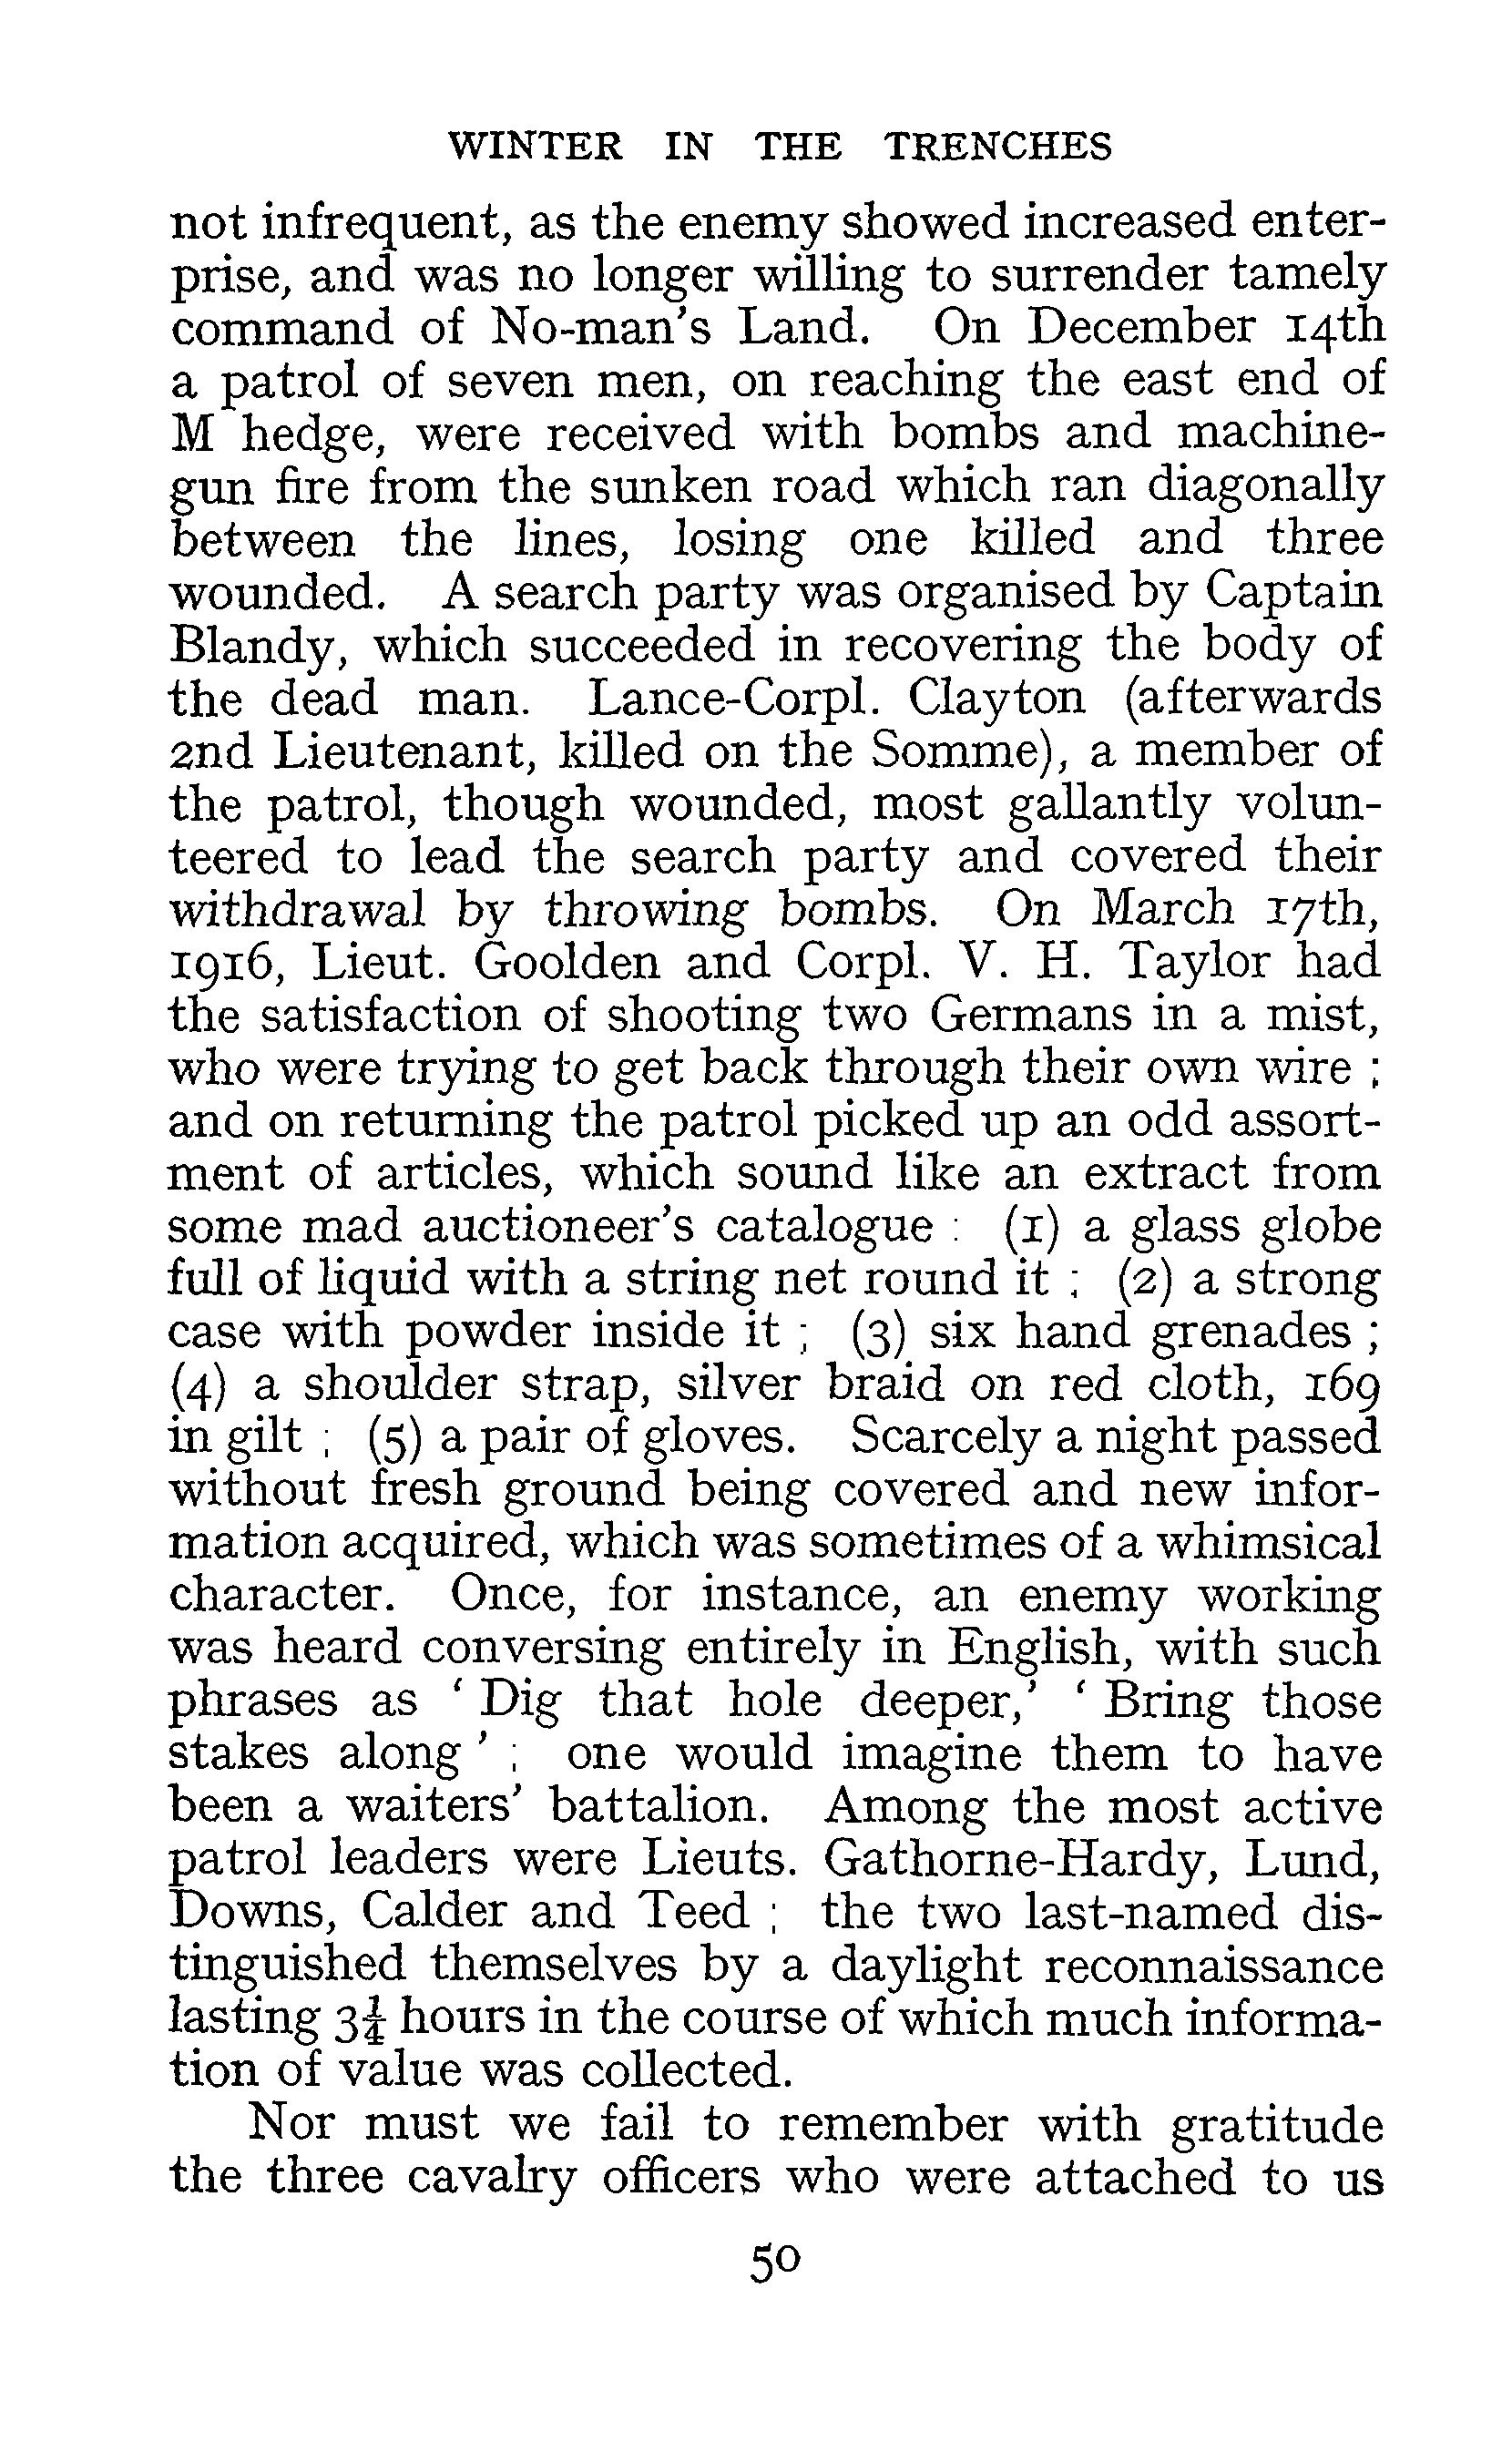 WINTER IN THE TRENCHES
not infrequent, as the enemy showed increased enter-
prise, and was no longer willing to surrender tamely
command of No-man's Land. On December 14th
a patrol of seven men, on reaching the east end of
M hedge, were received with bombs and machine-
gun fire from the sunken road which ran diagonally
between the lines, losing one killed and three
wounded. A search party was organised by Captain
Blandy, which succeeded in recovering the body of
the dead man. Lance-Corpl. Clayton (afterwards
2nd Lieutenant, killed on the Somme), a member of
the patrol, though wounded, most gallantly volun-
teered to lead the search party and covered their
withdrawal by throwing bombs. On March 17th,
1916, Lieut. Goolden and Corpl. V. H. Taylor had
the satisfaction of shooting two Germans in a mist,
who were trying to get back through their own wire ;
and on returning the patrol picked up an odd assort-
ment of articles, which sound like an extract from
some mad auctioneer's catalogue : (1) a glass globe
full of liquid with a string net round it ; (2) a strong
case with powder inside it ; (3) six hand grenades ;
(4) a shoulder strap, silver braid on red cloth, 169
in gilt ; (5) a pair of gloves. Scarcely a night passed
without fresh ground being covered and new infor-
mation acquired, which was sometimes of a whimsical
character. Once, for instance, an enemy working
was heard conversing entirely in English, with such
phrases as ‘ Dig that hole deeper,’ ‘ Bring those
stakes along ’ ; one would imagine them to have
been a waiters’ battalion. Among the most active
patrol leaders were Lieuts. Gathorne-Hardy, Lund,
Downs, Calder and Teed ; the two last-named dis-
tinguished themselves by a daylight reconnaissance
lasting 3¼ hours in the course of which much informa-
tion of value was collected.
Nor must we fail to remember with gratitude
the three cavalry officers who were attached to us
50